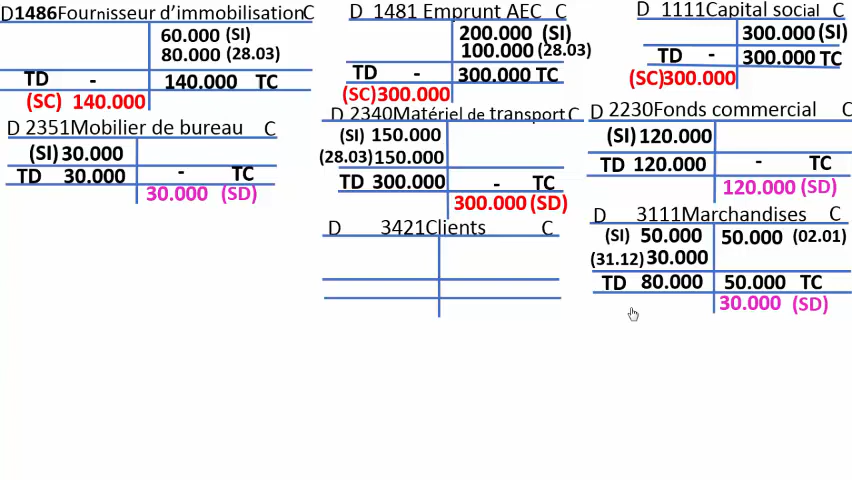 D1486Fournisseur d'immobilisationC
60.000 (SI)
80.000 (28.03)
TD - 140.000 TC
(SC) 140.000
D 1481 Emprunt AEC C
200.000 (SI)
100.000 (28.03)
TD - 300.000 TC
(SC)300.000
D 1111Capital social C
300.000 (SI)
TD - 300.000 TC
(SC)300.000
D 2351Mobilier de bureau C
(SI) 30.000
TD 30.000 - TC
30.000 (SD)
D 2340Matériel de transport C
(SI) 150.000
(28.03)150.000
TD 300.000 - TC
300.000 (SD)
D 2230Fonds commercial C
(SI) 120.000
TD 120.000 - TC
120.000 (SD)
D 3421Clients C
D 3111Marchandises C
(SI) 50.000 50.000 (02.01)
(31.12) 30.000
TD 80.000 50.000 TC
30.000 (SD)